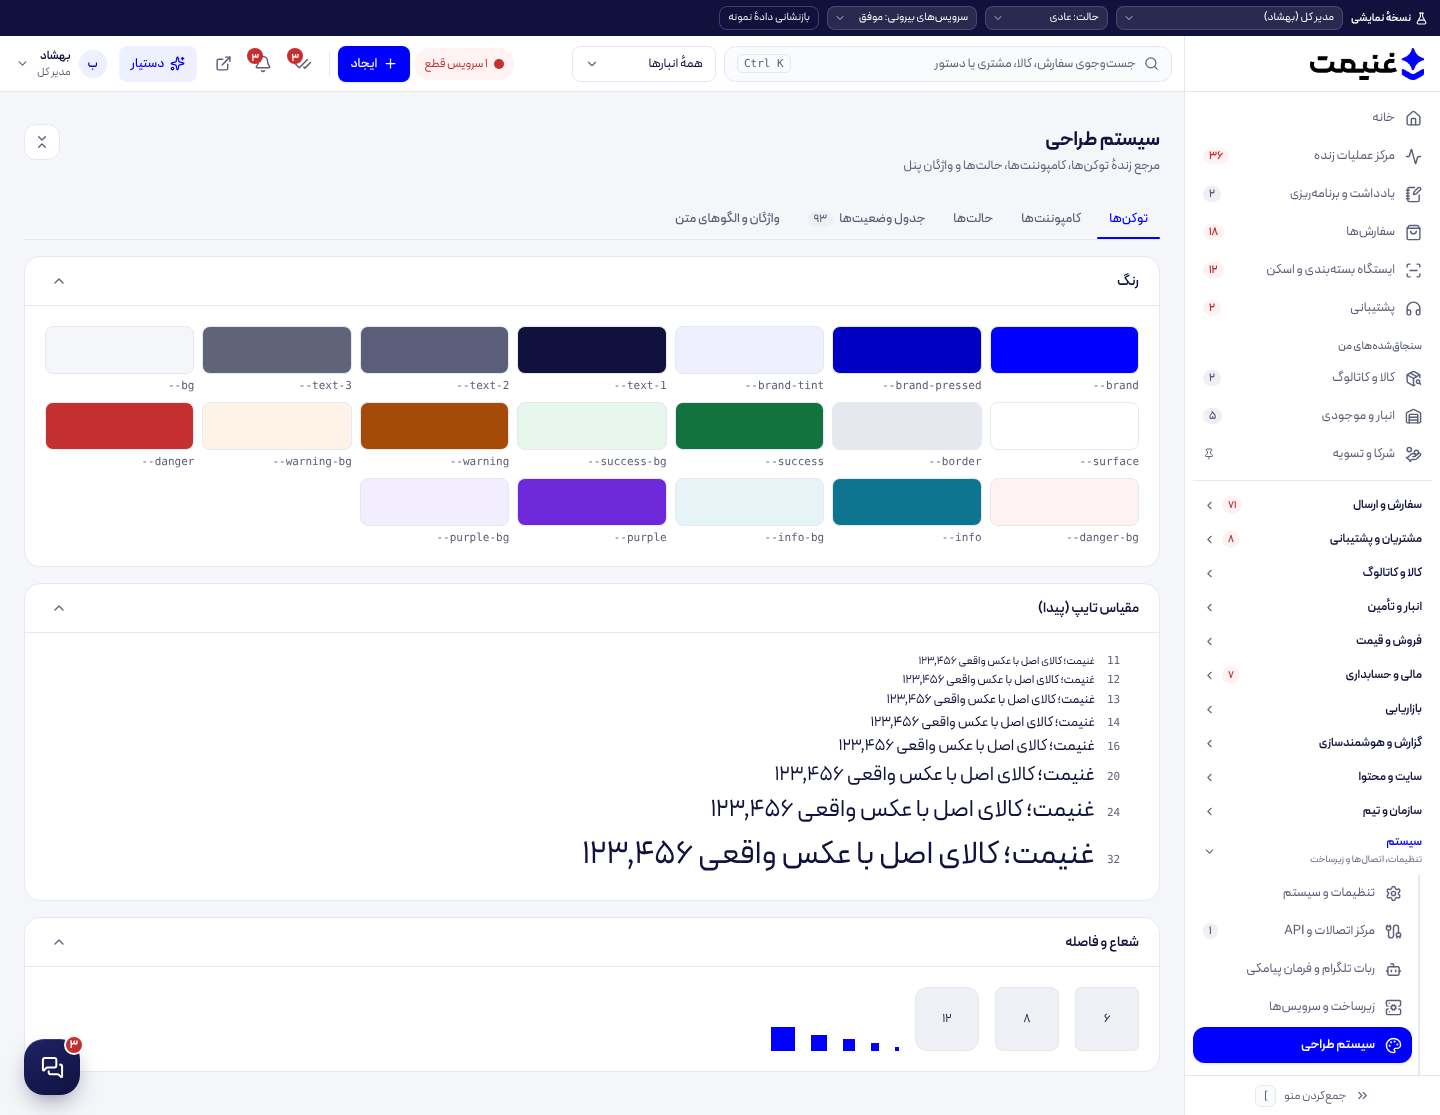 نسخهٔ نمایشی
مدیر کل (بهشاد)
حالت: عادی
سرویس‌های بیرونی: موفق
بازنشانی دادهٔ نمونه
غنیمت
جست‌وجوی سفارش، کالا، مشتری یا دستور
Ctrl K
همهٔ انبارها
۱ سرویس قطع
ایجاد
۳
۳
دستیار
ب
بهشاد
مدیر کل
خانه
مرکز عملیات زنده ۳۶
یادداشت و برنامه‌ریزی ۲
سفارش‌ها ۱۸
ایستگاه بسته‌بندی و اسکن ۱۲
پشتیبانی ۲
سنجاق‌شده‌های من
کالا و کاتالوگ ۲
انبار و موجودی ۵
شرکا و تسویه
سفارش و ارسال ۷۱
مشتریان و پشتیبانی ۸
کالا و کاتالوگ
انبار و تأمین
فروش و قیمت
مالی و حسابداری ۷
بازاریابی
گزارش و هوشمندسازی
سایت و محتوا
سازمان و تیم
سیستم
تنظیمات، اتصال‌ها و زیرساخت
تنظیمات و سیستم
مرکز اتصالات و API ۱
ربات تلگرام و فرمان پیامکی
زیرساخت و سرویس‌ها
سیستم طراحی
جمع‌کردن منو [
سیستم طراحی
مرجع زندهٔ توکن‌ها، کامپوننت‌ها، حالت‌ها و واژگان پنل
توکن‌ها
کامپوننت‌ها
حالت‌ها
جدول وضعیت‌ها ۹۳
واژگان و الگوهای متن
رنگ
--brand
--brand-pressed
--brand-tint
--text-1
--text-2
--text-3
--bg
--surface
--border
--success
--success-bg
--warning
--warning-bg
--danger
--danger-bg
--info
--info-bg
--purple
--purple-bg
مقیاس تایپ (پیدا)
11 غنیمت؛ کالای اصل با عکس واقعی ۱۲۳,۴۵۶
12 غنیمت؛ کالای اصل با عکس واقعی ۱۲۳,۴۵۶
13 غنیمت؛ کالای اصل با عکس واقعی ۱۲۳,۴۵۶
14 غنیمت؛ کالای اصل با عکس واقعی ۱۲۳,۴۵۶
16 غنیمت؛ کالای اصل با عکس واقعی ۱۲۳,۴۵۶
20 غنیمت؛ کالای اصل با عکس واقعی ۱۲۳,۴۵۶
24 غنیمت؛ کالای اصل با عکس واقعی ۱۲۳,۴۵۶
32 غنیمت؛ کالای اصل با عکس واقعی ۱۲۳,۴۵۶
شعاع و فاصله
۶
۸
۱۲
۳